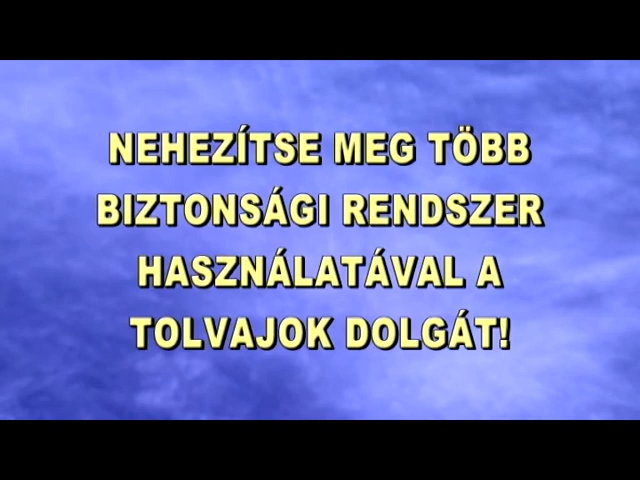 NEHEZÍTSE MEG TÖBB
BIZTONSÁGI RENDSZER
HASZNÁLATÁVAL A
TOLVAJOK DOLGÁT!